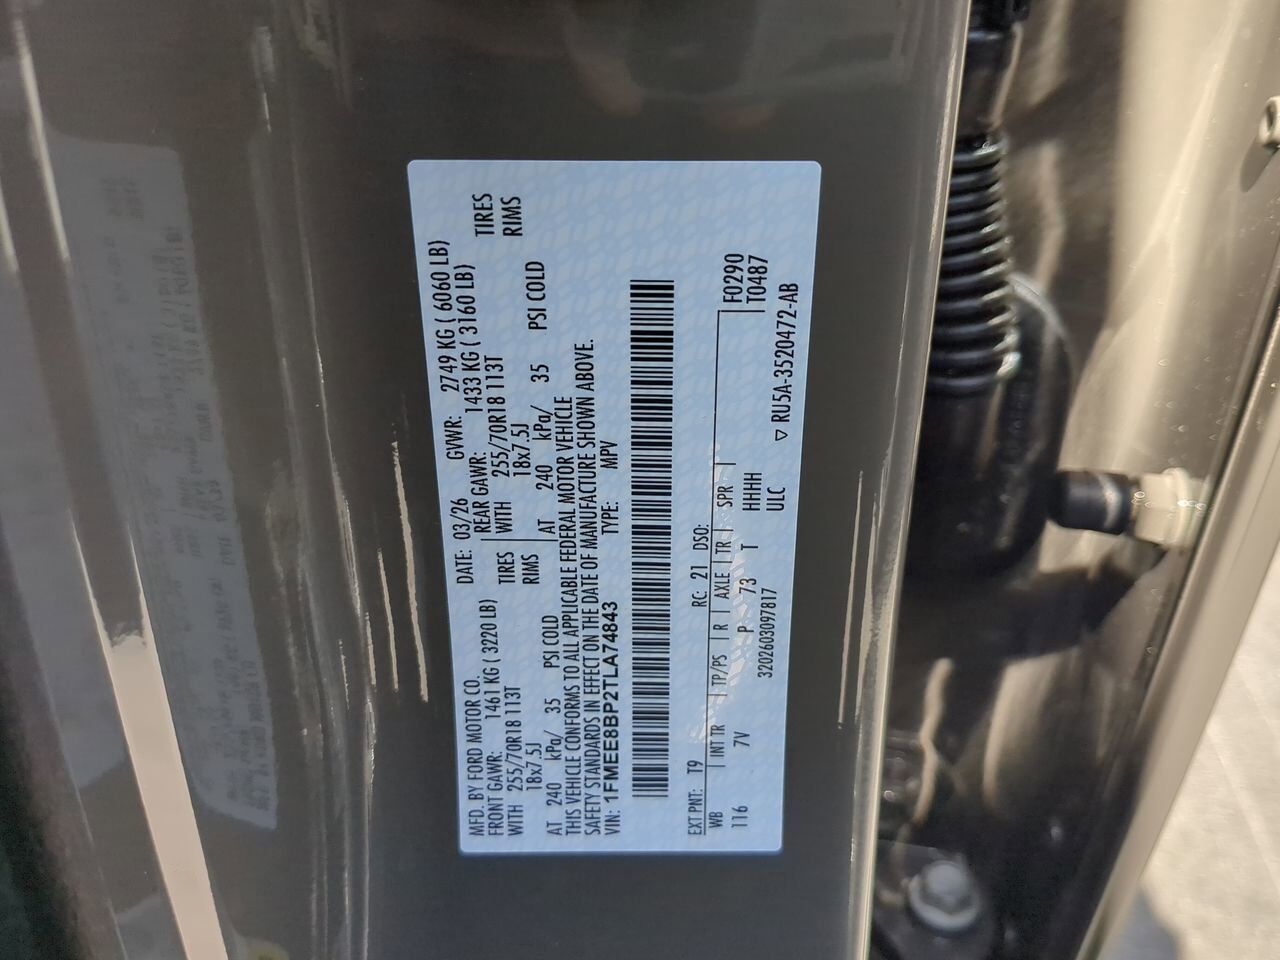 MFD. BY FORD MOTOR CO.
DATE: 03/26 GVWR: 2749 KG ( 6060 LB)
FRONT GAWR: 1461 KG ( 3220 LB)
REAR GAWR: 1433 KG ( 3160 LB)
WITH 255/70R18 113T TIRES
WITH 255/70R18 113T TIRES
18x7.5J RIMS
18x7.5J RIMS
AT 240 kPa/ 35 PSI COLD
AT 240 kPa/ 35 PSI COLD
THIS VEHICLE CONFORMS TO ALL APPLICABLE FEDERAL MOTOR VEHICLE
SAFETY STANDARDS IN EFFECT ON THE DATE OF MANUFACTURE SHOWN ABOVE.
VIN: 1FMEE8BP2TLA74843 TYPE: MPV
EXT PNT: T9 RC: 21 DSO: F0290
WB INT TR TP/PS R AXLE TR SPR T0487
116 7V P 73 T HHHH
3202603097817 ULC
▽ RU5A-3520472-AB